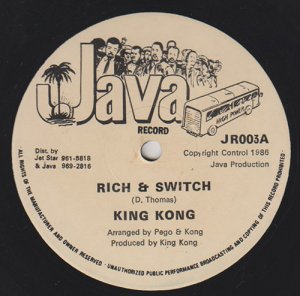 Java
RECORD
HIGH POWER
JR003A
Dist. by
Jet Star 961-5818
& Java 969-2816
Copyright Control 1986
Java Production
RICH & SWITCH
(D. Thomas)
KING KONG
Arranged by Pego & Kong
Produced by King Kong
ALL RIGHTS OF THE MANUFACTURER AND OWNER RESERVED · UNAUTHORIZED PUBLIC PERFORMANCE BROADCASTING AND COPYING OF THIS RECORD PROHIBITED